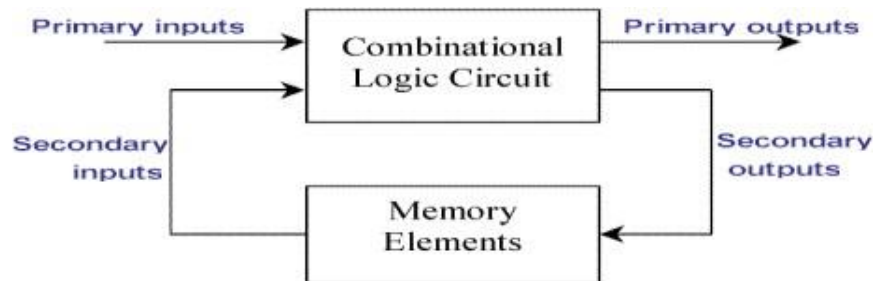 Primary inputs
Combinational
Logic Circuit
Primary outputs
Secondary
inputs
Secondary
outputs
Memory
Elements